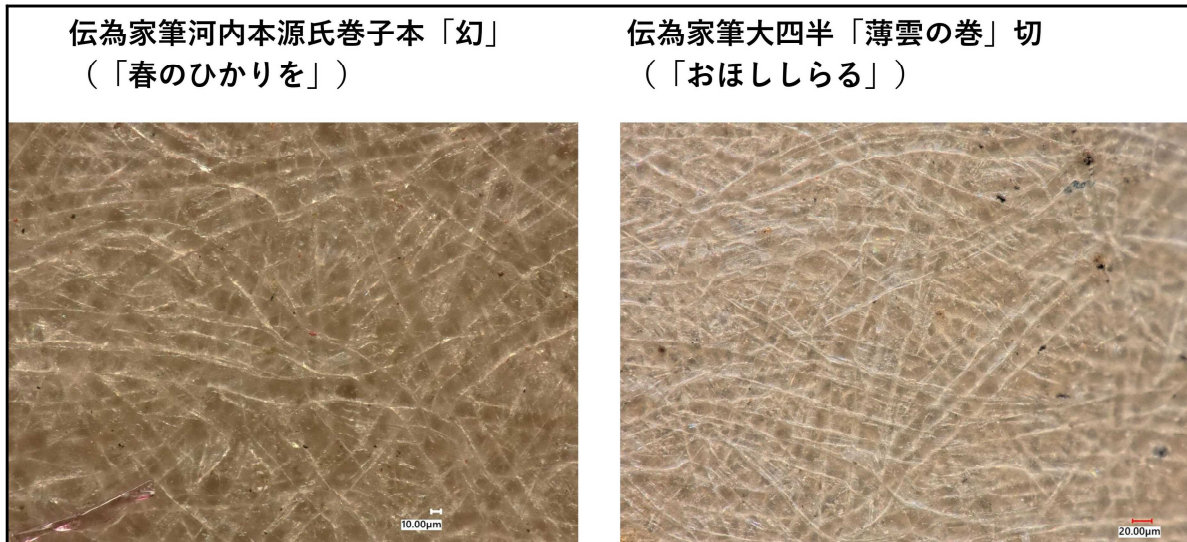 伝為家筆河内本源氏巻子本「幻」
（「春のひかりを」）
伝為家筆大四半「薄雲の巻」切
（「おほししらる」）
10.00μm
20.00μm